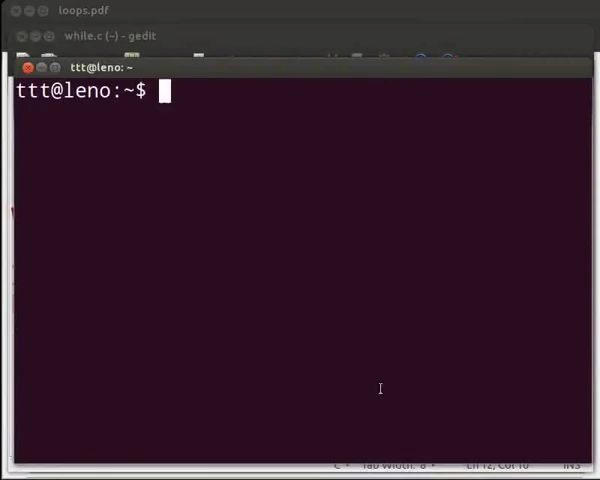 loops.pdf
while.c (~) - gedit
ttt@leno: ~
ttt@leno:~$
C Tab Width: 8 Ln 12, Col 10 INS